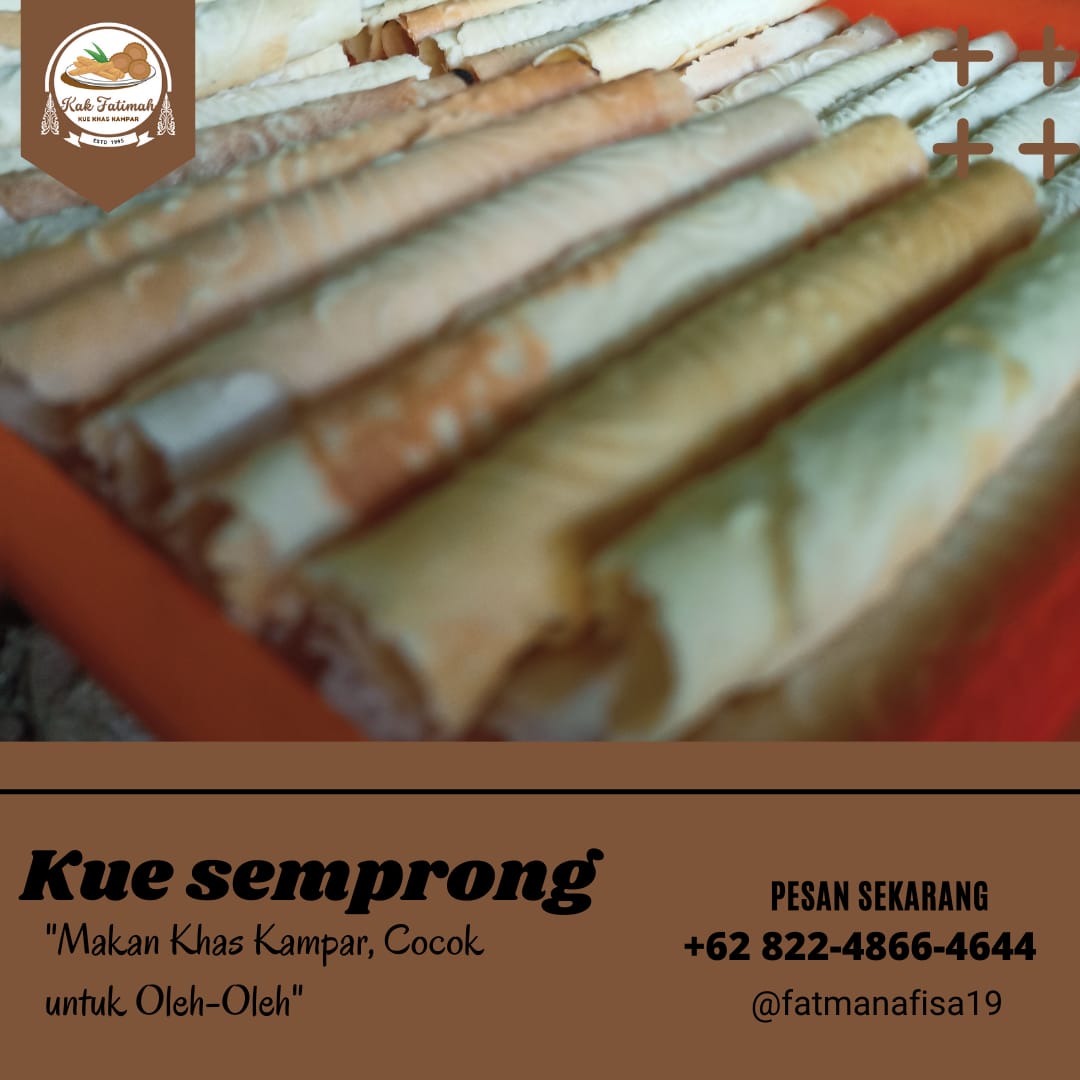 Kak Fatimah
KUE KHAS KAMPAR
ESTD 1995
Kue semprong
"Makan Khas Kampar, Cocok
untuk Oleh-Oleh"
PESAN SEKARANG
+62 822-4866-4644
@fatmanafisa19